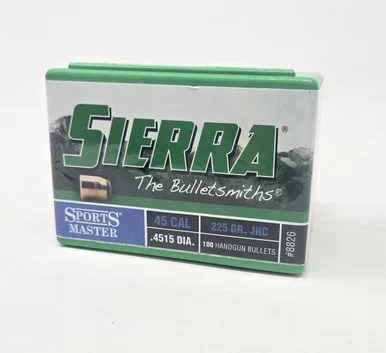 SIERRA®
The Bulletsmiths®
SPORTS®
MASTER
45 CAL
225 GR. JHC
.4515 DIA.
100 HANDGUN BULLETS
#8826